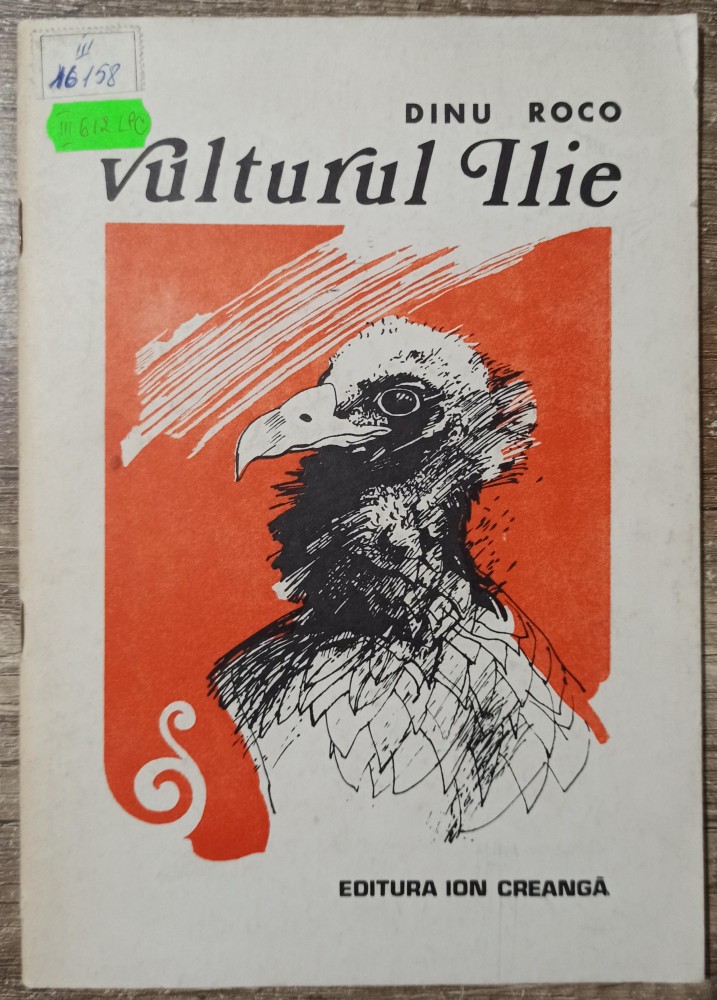 III
16158
III 612 LPC
DINU ROCO
Vulturul Ilie
EDITURA ION CREANGĂ